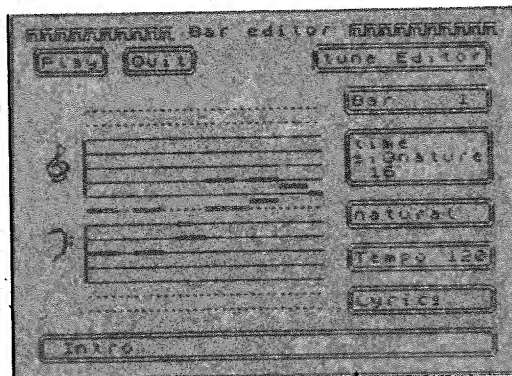 Bar editor
Play Quit tune Editor
Bar 1
time
signature
16
natural
Tempo 120
Lyrics
Intro